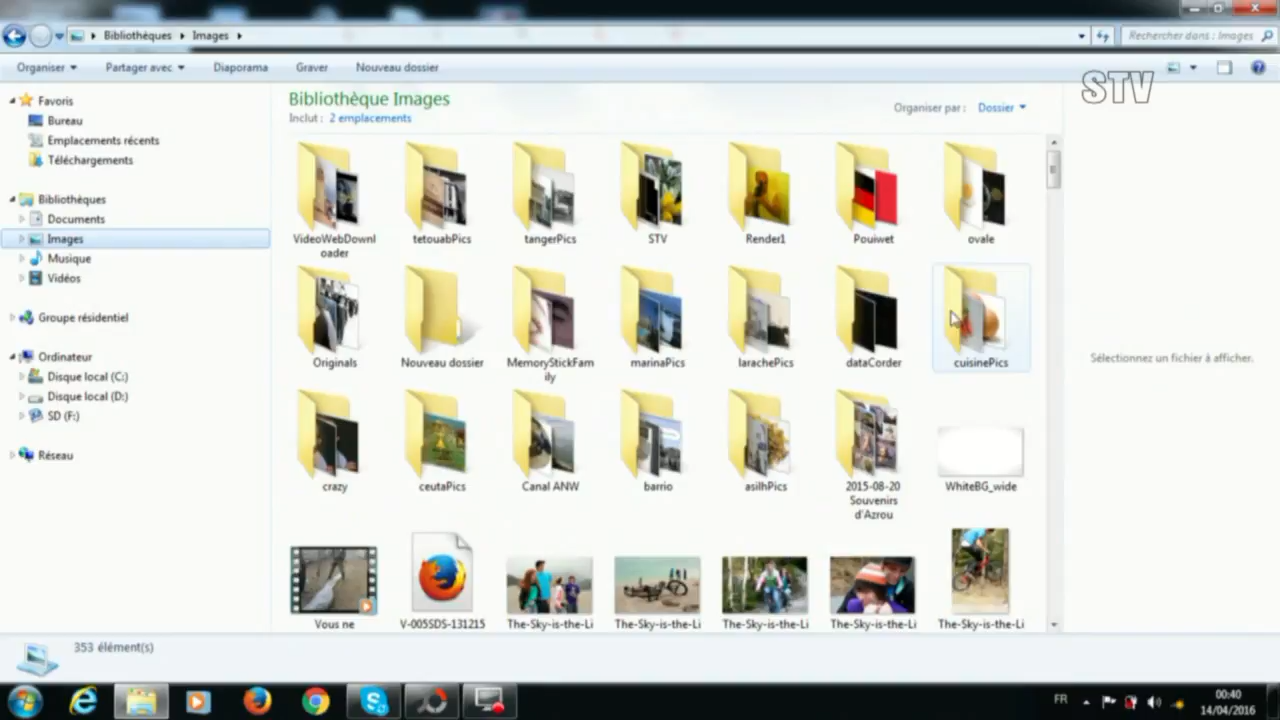 Bibliothèques
Images
Rechercher dans : Images
Organiser
Partager avec
Diaporama
Graver
Nouveau dossier
STV
Favoris
Bureau
Emplacements récents
Téléchargements
Bibliothèques
Documents
Images
Musique
Vidéos
Groupe résidentiel
Ordinateur
Disque local (C:)
Disque local (D:)
SD (F:)
Réseau
Bibliothèque Images
Inclut : 2 emplacements
Organiser par : Dossier
VideoWebDownl
oader
tetouabPics
tangerPics
STV
Render1
Pouiwet
ovale
Originals
Nouveau dossier
MemoryStickFam
ily
marinaPics
larachePics
dataCorder
cuisinePics
crazy
ceutaPics
Canal ANW
barrio
asilhPics
2015-08-20
Souvenirs
d'Azrou
WhiteBG_wide
Vous ne
V-005SDS-131215
The-Sky-is-the-Li
The-Sky-is-the-Li
The-Sky-is-the-Li
The-Sky-is-the-Li
The-Sky-is-the-Li
Sélectionnez un fichier à afficher.
353 élément(s)
FR
00:40
14/04/2016